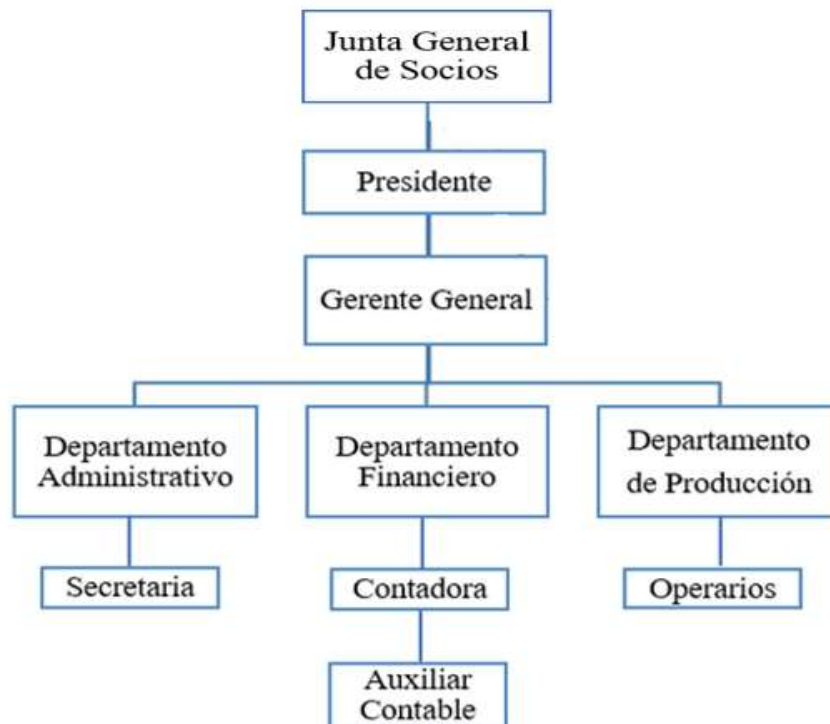 Junta General
de Socios
Presidente
Gerente General
Departamento
Administrativo
Departamento
Financiero
Departamento
de Producción
Secretaria
Contadora
Operarios
Auxiliar
Contable